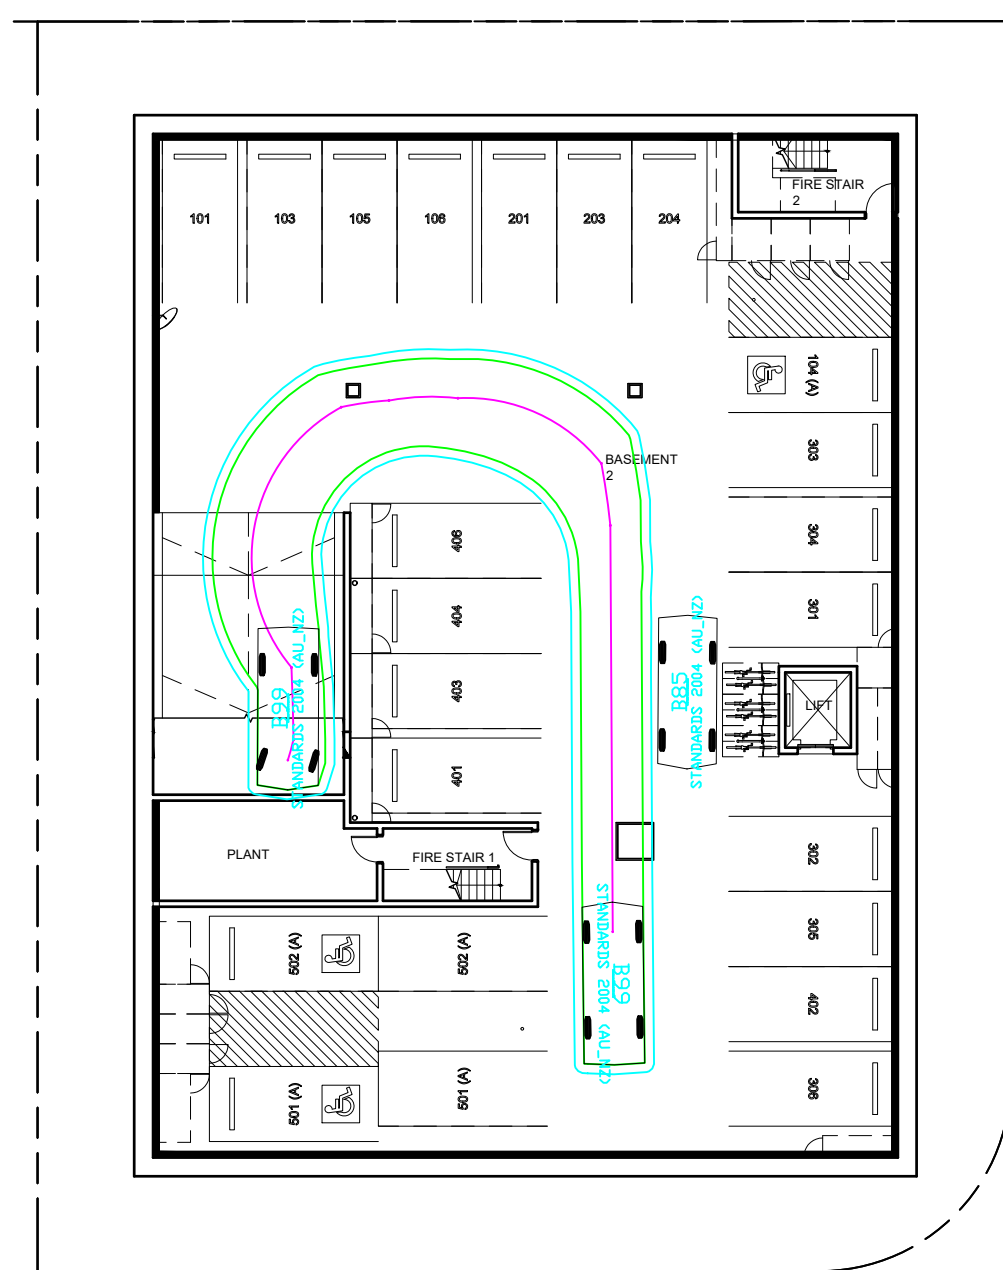 101
103
105
106
201
203
204
FIRE STAIR
2
104 (A)
303
BASEMENT
2
304
301
406
404
403
401
STANDARDS 2004 (AU_NZ)
B99
B85
STANDARDS 2004 (AU_NZ)
LIFT
PLANT
FIRE STAIR 1
302
305
402
306
502 (A)
502 (A)
501 (A)
501 (A)
STANDARDS 2004 (AU_NZ)
B99